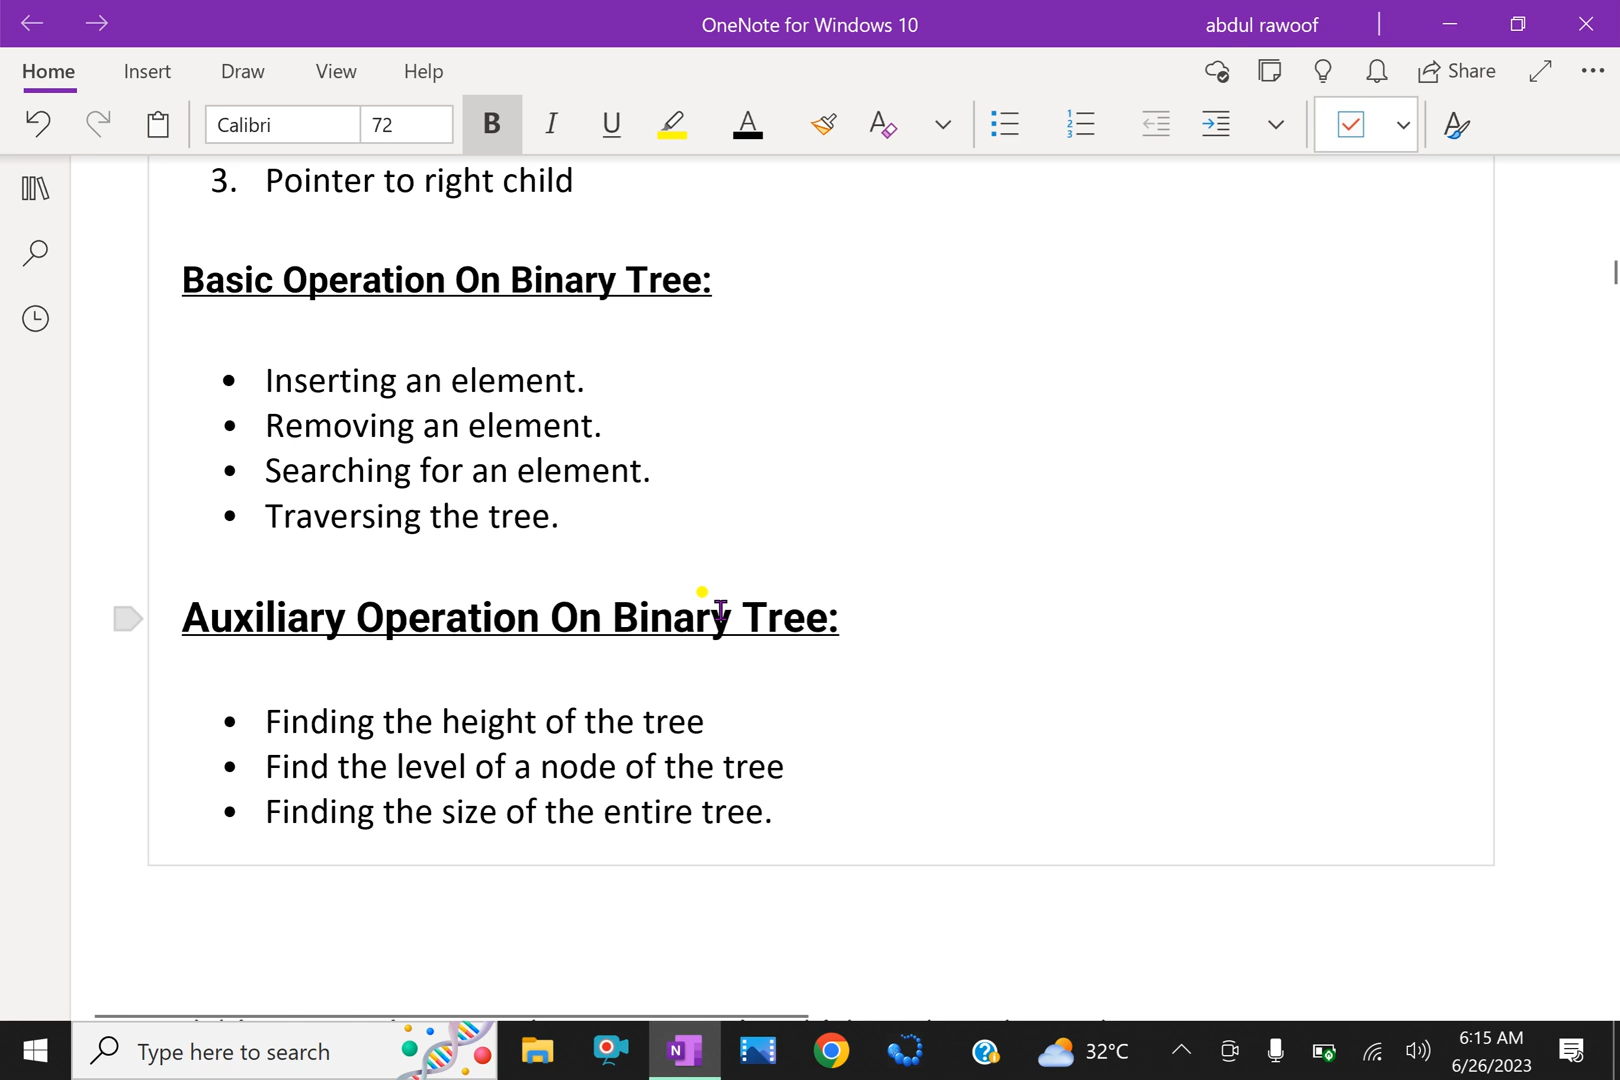 OneNote for Windows 10
abdul rawoof
Home
Insert
Draw
View
Help
Share
Calibri
72
B
I
U
A
A
3. Pointer to right child
Basic Operation On Binary Tree:
• Inserting an element.
• Removing an element.
• Searching for an element.
• Traversing the tree.
Auxiliary Operation On Binary Tree:
• Finding the height of the tree
• Find the level of a node of the tree
• Finding the size of the entire tree.
Type here to search
32°C
6:15 AM
6/26/2023